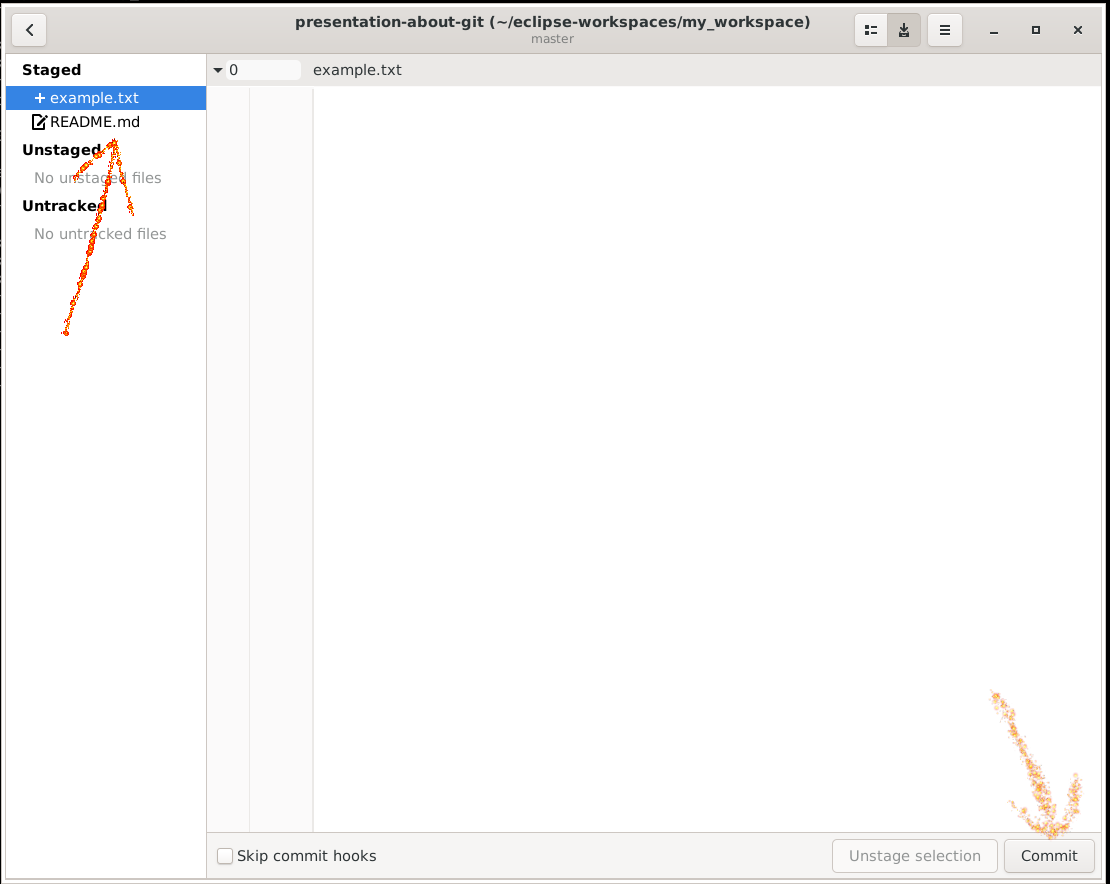 presentation-about-git (~/eclipse-workspaces/my_workspace)
master
Staged
example.txt
README.md
Unstaged
No unstaged files
Untracked
No untracked files
0 example.txt
Skip commit hooks
Unstage selection
Commit